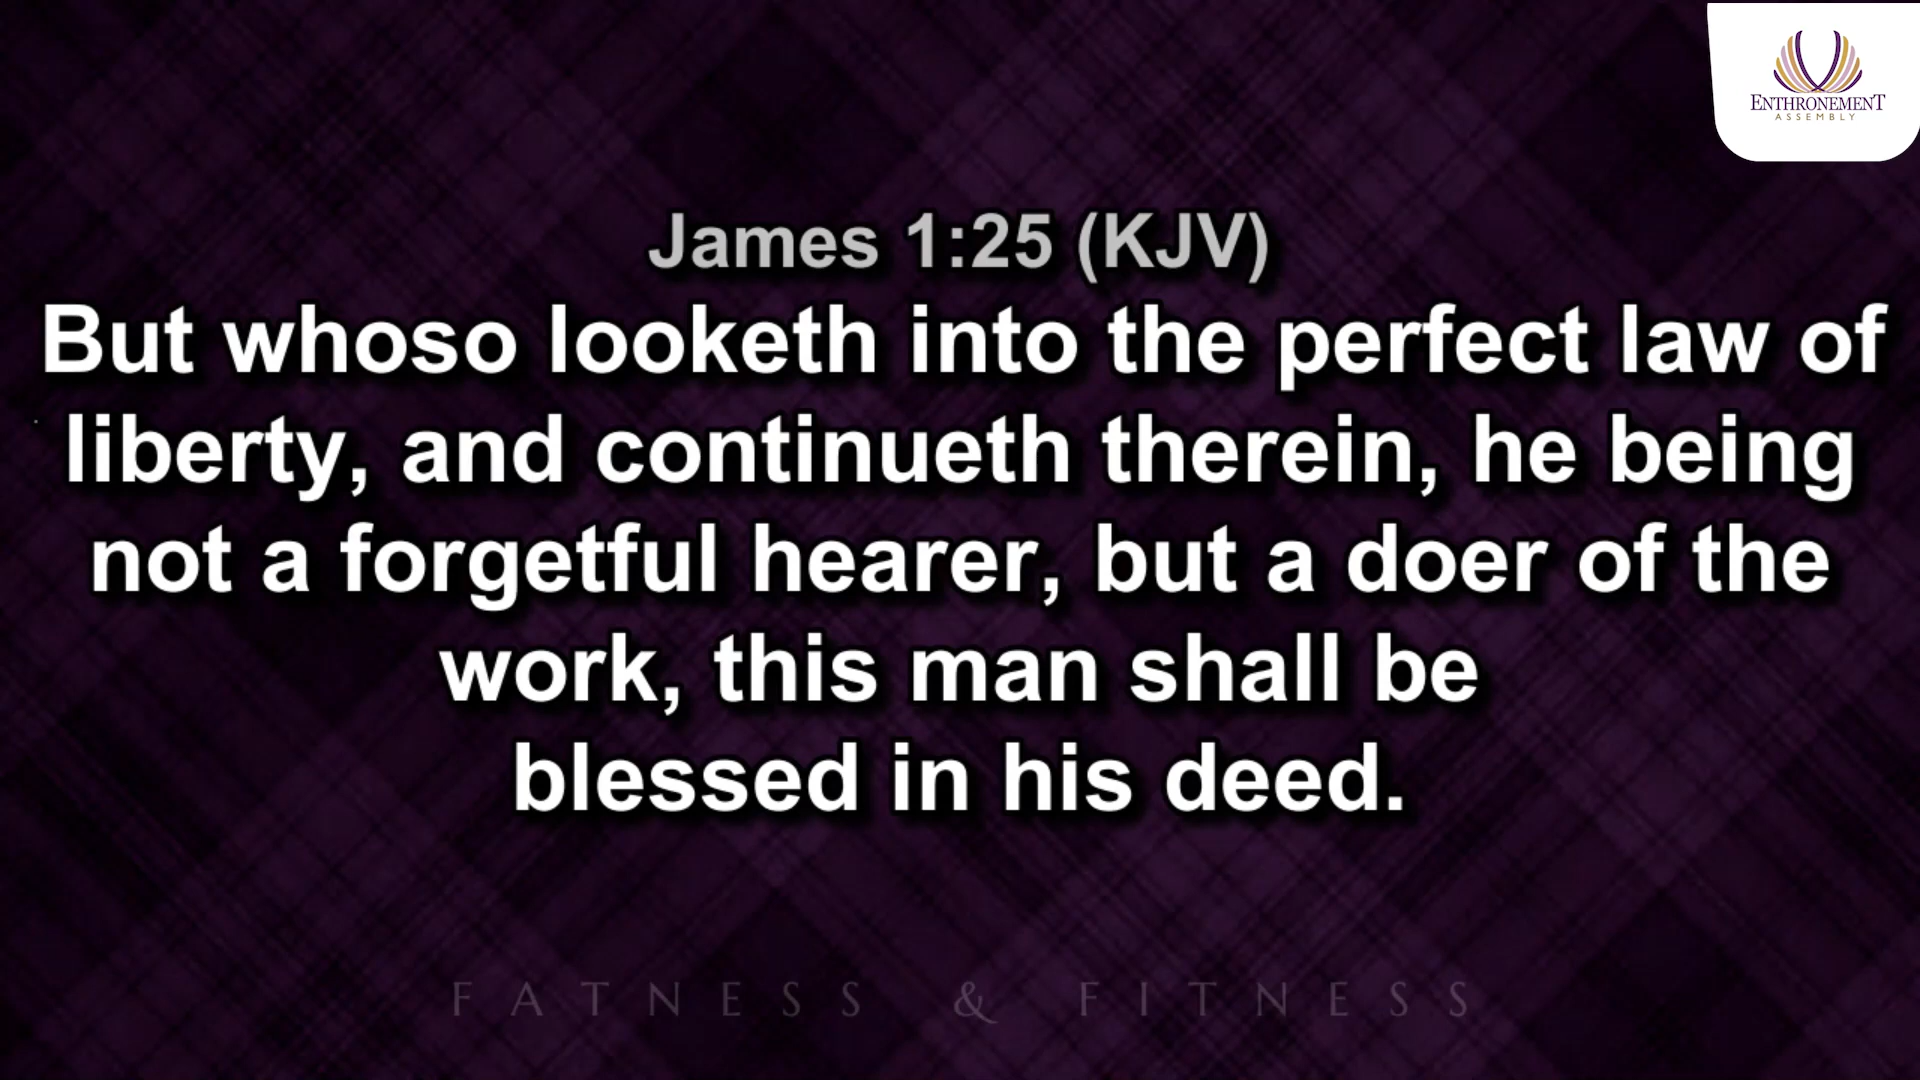 ENTHRONEMENT
ASSEMBLY
James 1:25 (KJV)
But whoso looketh into the perfect law of
liberty, and continueth therein, he being
not a forgetful hearer, but a doer of the
work, this man shall be
blessed in his deed.
FATNESS & FITNESS